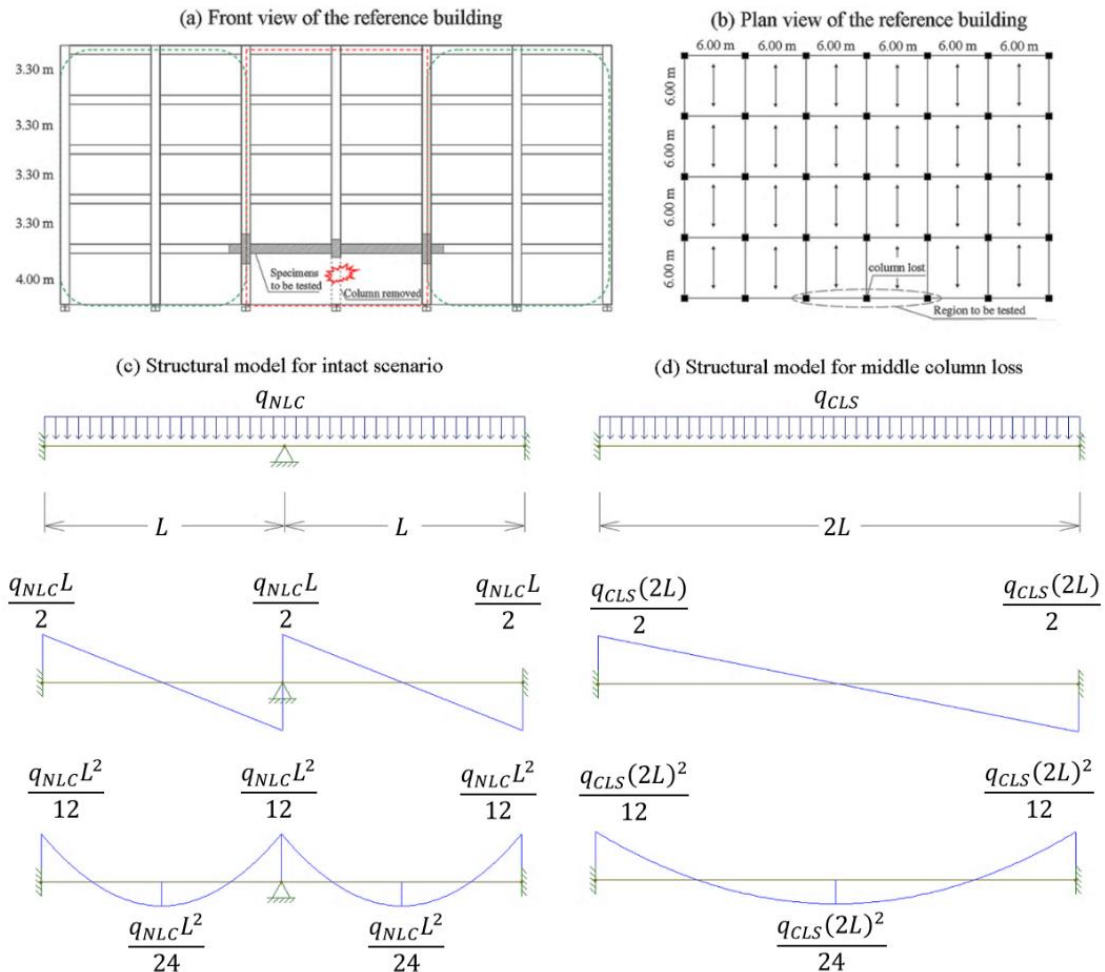 (a) Front view of the reference building
3.30 m
3.30 m
3.30 m
3.30 m
4.00 m
Specimens
to be tested
Column removed
(b) Plan view of the reference building
6.00 m 6.00 m 6.00 m 6.00 m 6.00 m 6.00 m
6.00 m
6.00 m
6.00 m
6.00 m
column lost
Region to be tested
(c) Structural model for intact scenario
q_NLC
L L
q_NLC L / 2 q_NLC L / 2 q_NLC L / 2
q_NLC L² / 12 q_NLC L² / 12 q_NLC L² / 12
q_NLC L² / 24 q_NLC L² / 24
(d) Structural model for middle column loss
q_CLS
2L
q_CLS(2L) / 2 q_CLS(2L) / 2
q_CLS(2L)² / 12 q_CLS(2L)² / 12
q_CLS(2L)² / 24